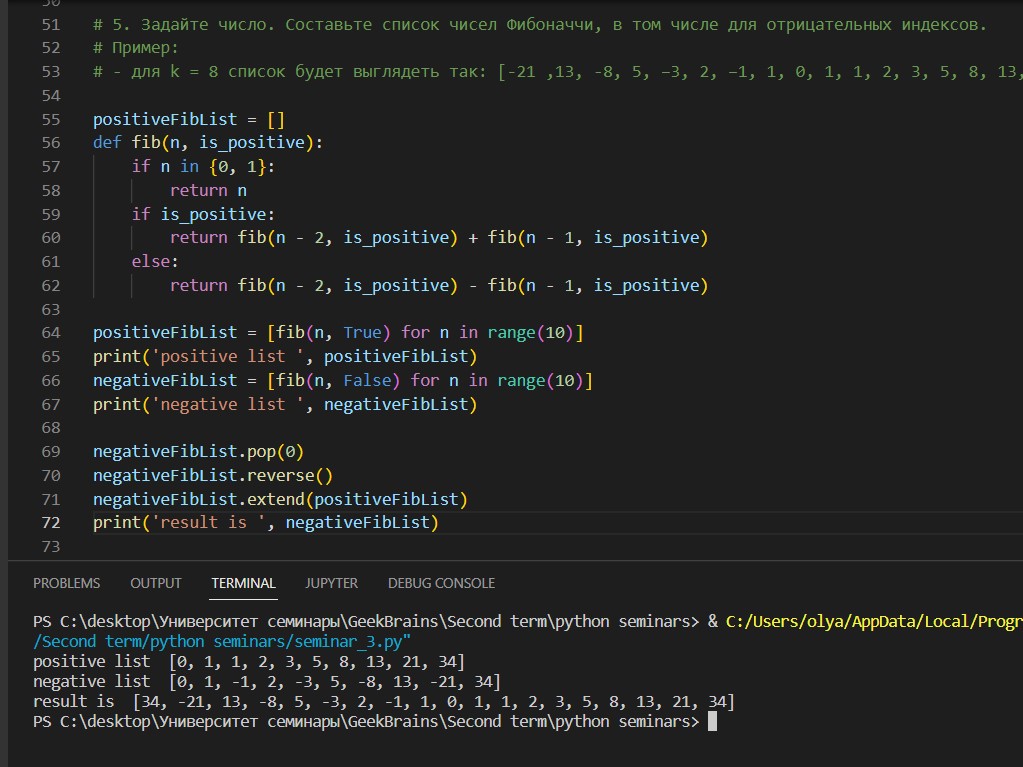 50
51 # 5. Задайте число. Составьте список чисел Фибоначчи, в том числе для отрицательных индексов.
52 # Пример:
53 # - для k = 8 список будет выглядеть так: [-21 ,13, -8, 5, −3, 2, −1, 1, 0, 1, 1, 2, 3, 5, 8, 13,
54
55 positiveFibList = []
56 def fib(n, is_positive):
57     if n in {0, 1}:
58         return n
59     if is_positive:
60         return fib(n - 2, is_positive) + fib(n - 1, is_positive)
61     else:
62         return fib(n - 2, is_positive) - fib(n - 1, is_positive)
63
64 positiveFibList = [fib(n, True) for n in range(10)]
65 print('positive list ', positiveFibList)
66 negativeFibList = [fib(n, False) for n in range(10)]
67 print('negative list ', negativeFibList)
68
69 negativeFibList.pop(0)
70 negativeFibList.reverse()
71 negativeFibList.extend(positiveFibList)
72 print('result is ', negativeFibList)
73
PROBLEMS OUTPUT TERMINAL JUPYTER DEBUG CONSOLE
PS C:\desktop\Университет семинары\GeekBrains\Second term\python seminars> & C:/Users/olya/AppData/Local/Progr
/Second term/python seminars/seminar_3.py"
positive list  [0, 1, 1, 2, 3, 5, 8, 13, 21, 34]
negative list  [0, 1, -1, 2, -3, 5, -8, 13, -21, 34]
result is  [34, -21, 13, -8, 5, -3, 2, -1, 1, 0, 1, 1, 2, 3, 5, 8, 13, 21, 34]
PS C:\desktop\Университет семинары\GeekBrains\Second term\python seminars>